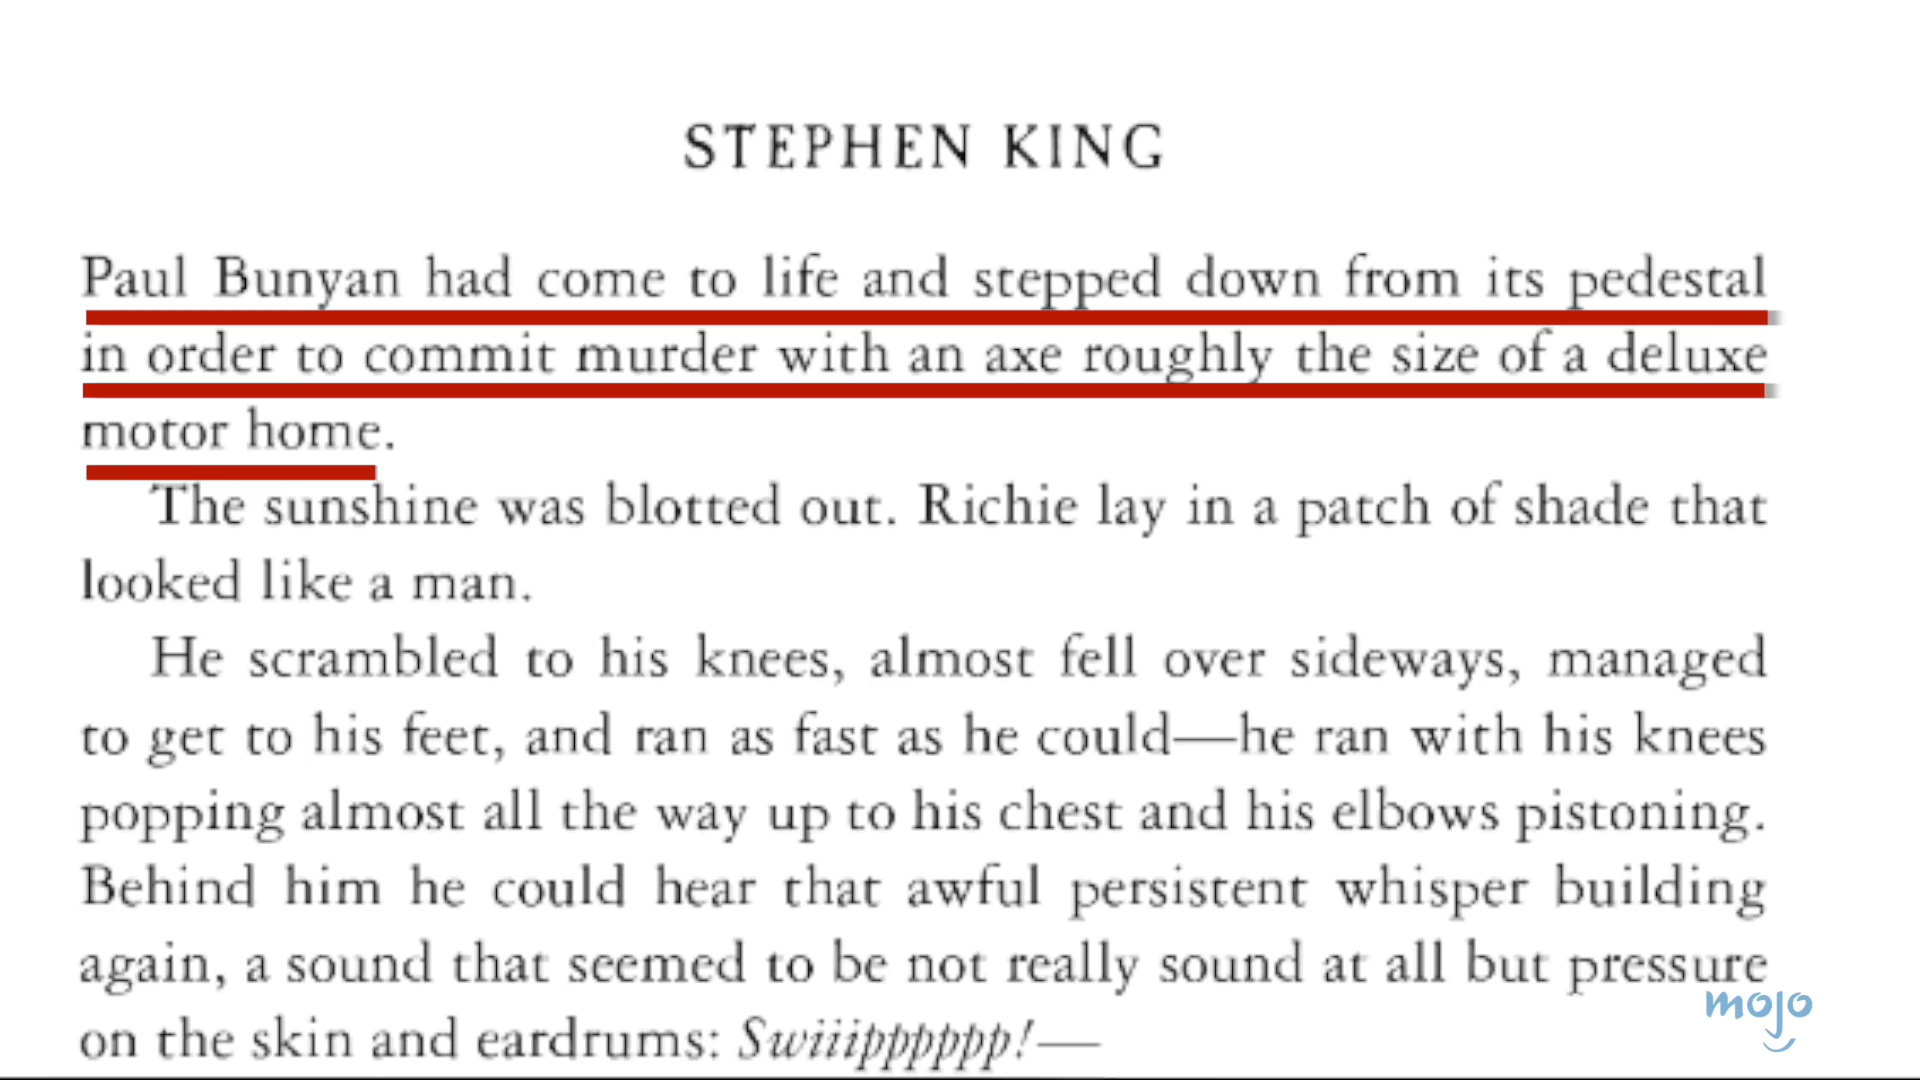 STEPHEN KING
Paul Bunyan had come to life and stepped down from its pedestal
in order to commit murder with an axe roughly the size of a deluxe
motor home.
The sunshine was blotted out. Richie lay in a patch of shade that
looked like a man.
He scrambled to his knees, almost fell over sideways, managed
to get to his feet, and ran as fast as he could—he ran with his knees
popping almost all the way up to his chest and his elbows pistoning.
Behind him he could hear that awful persistent whisper building
again, a sound that seemed to be not really sound at all but pressure
on the skin and eardrums: Swiiipppppp!—
mojo